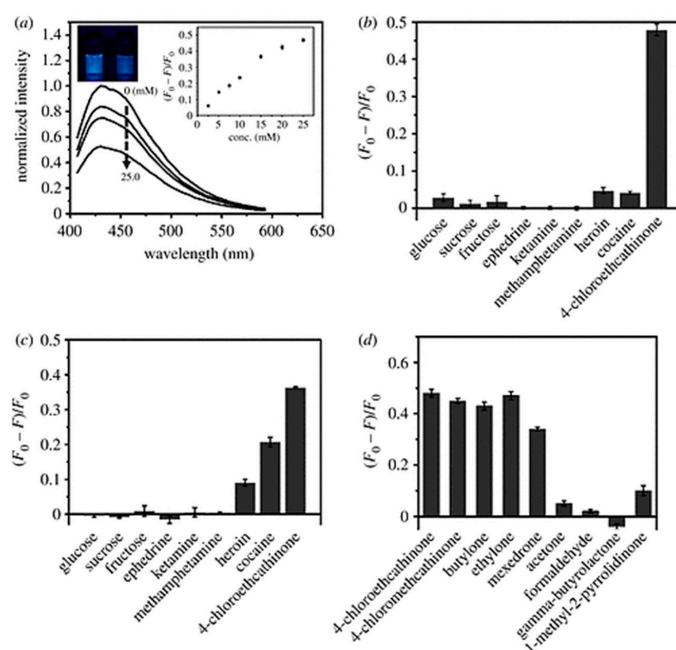 (a)
normalized intensity
1.4
1.2
1.0
0.8
0.6
0.4
0.2
0
400 450 500 550 600 650
wavelength (nm)
0 (mM)
25.0
(F0 – F)/F0
0.5
0.4
0.3
0.2
0.1
0
5 10 15 20 25
conc. (mM)
(b)
(F0 – F)/F0
0.5
0.4
0.3
0.2
0.1
0
glucose
sucrose
fructose
ephedrine
ketamine
methamphetamine
heroin
cocaine
4-chloroethcathinone
(c)
(F0 – F)/F0
0.5
0.4
0.3
0.2
0.1
0
glucose
sucrose
fructose
ephedrine
ketamine
methamphetamine
heroin
cocaine
4-chloroethcathinone
(d)
(F0 – F)/F0
0.6
0.4
0.2
0
4-chloroethcathinone
4-chloromethcathinone
butylone
ethylone
mexedrone
acetone
formaldehyde
gamma-butyrolactone
1-methyl-2-pyrrolidinone